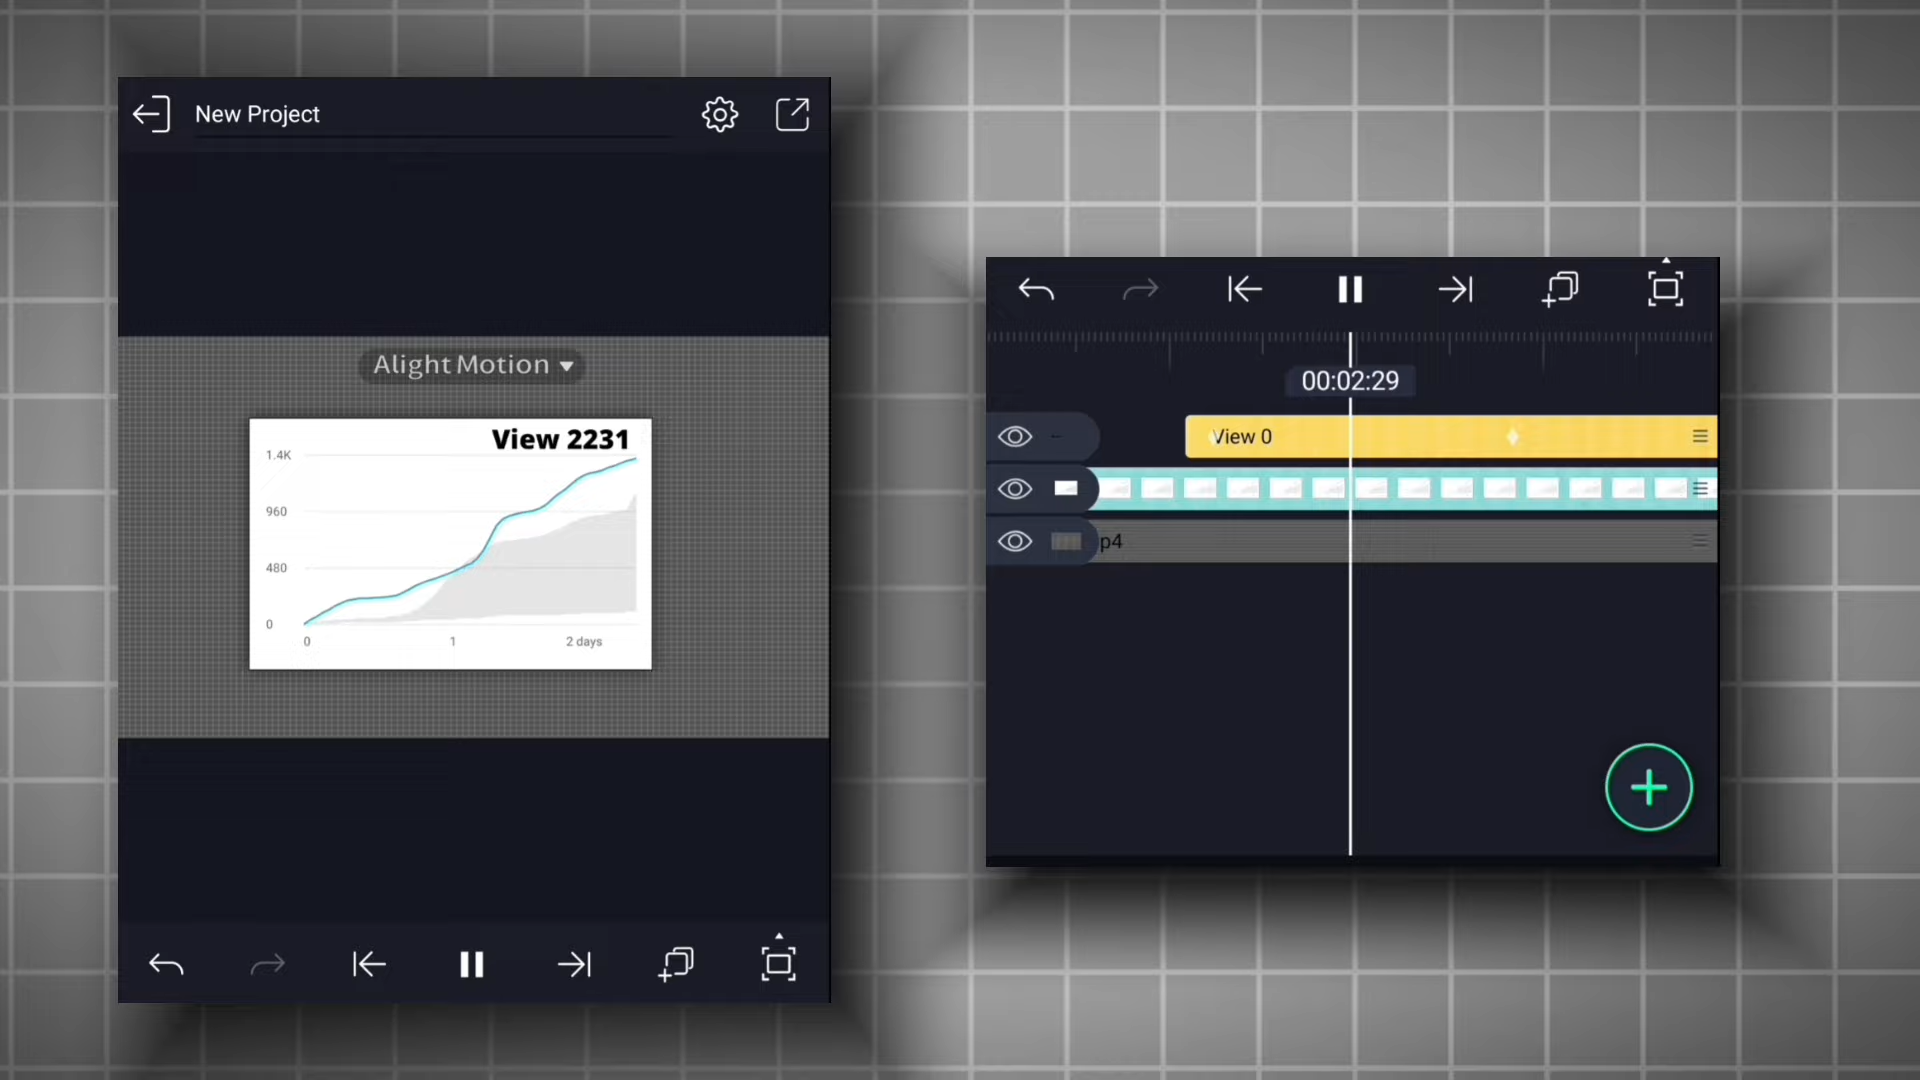 New Project
Alight Motion
View 2231
1.4K
960
480
0
0 1 2 days
00:02:29
View 0
p4